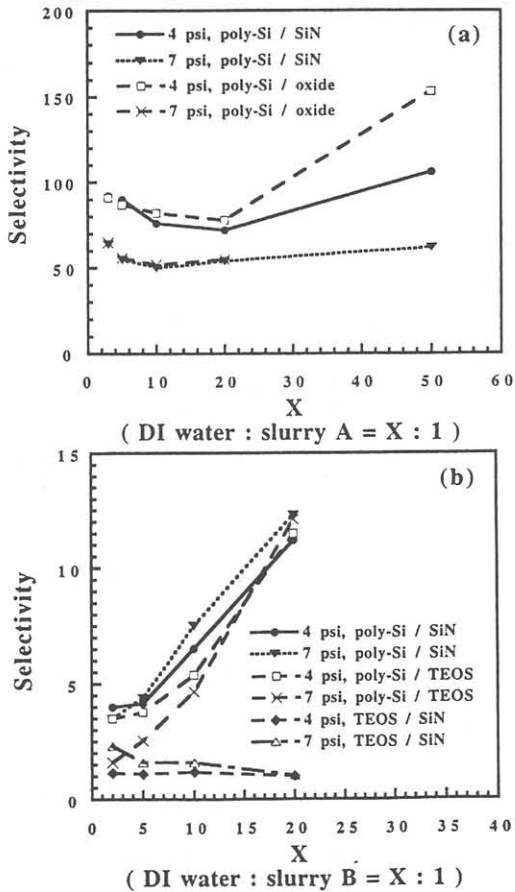 (a)
4 psi, poly-Si / SiN
7 psi, poly-Si / SiN
4 psi, poly-Si / oxide
7 psi, poly-Si / oxide
Selectivity
200
150
100
50
0
0 10 20 30 40 50 60
X
( DI water : slurry A = X : 1 )
(b)
4 psi, poly-Si / SiN
7 psi, poly-Si / SiN
4 psi, poly-Si / TEOS
7 psi, poly-Si / TEOS
4 psi, TEOS / SiN
7 psi, TEOS / SiN
Selectivity
15
10
5
0
0 5 10 15 20 25 30 35 40
X
( DI water : slurry B = X : 1 )